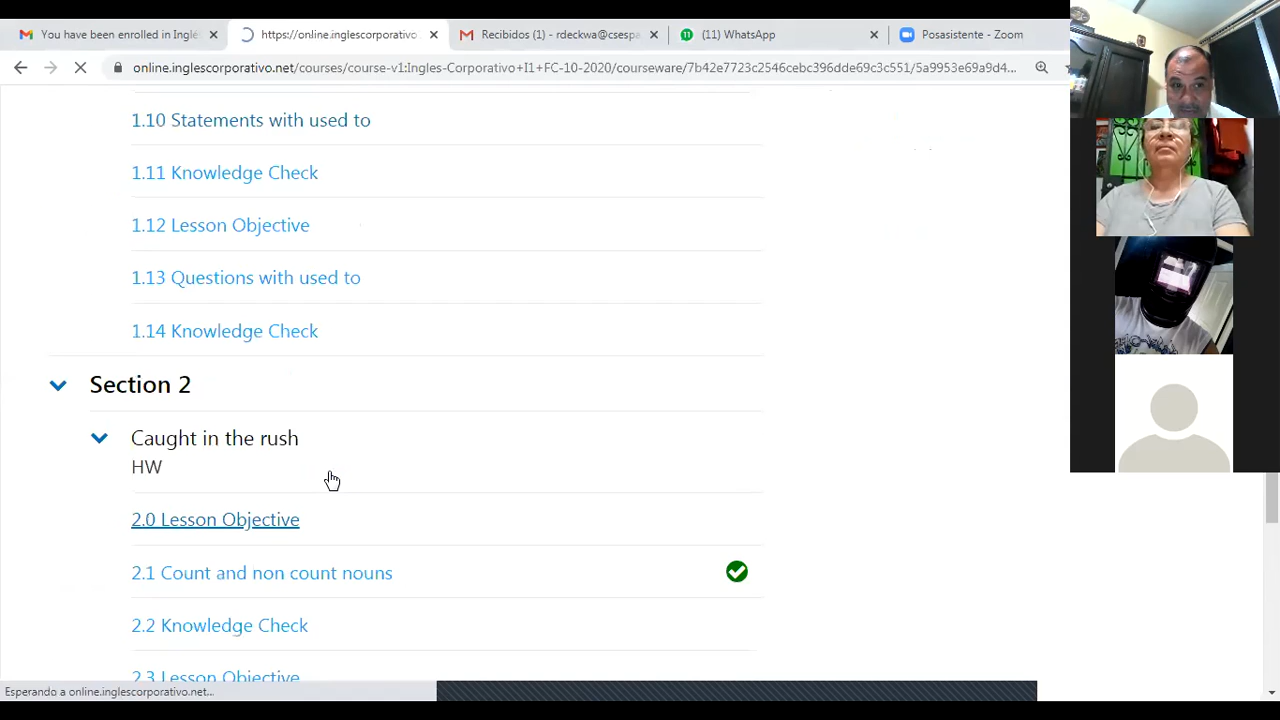 You have been enrolled in Ingle
https://online.inglescorporativo
Recibidos (1) - rdeckwa@csespa
(11) WhatsApp
Posasistente - Zoom
online.inglescorporativo.net/courses/course-v1:Ingles-Corporativo+I1+FC-10-2020/courseware/7b42e7723c2546cebc396dde69c3c551/5a9953e69a9d4...
1.10 Statements with used to
1.11 Knowledge Check
1.12 Lesson Objective
1.13 Questions with used to
1.14 Knowledge Check
Section 2
Caught in the rush
HW
2.0 Lesson Objective
2.1 Count and non count nouns
2.2 Knowledge Check
2.3 Lesson Objective
Esperando a online.inglescorporativo.net...